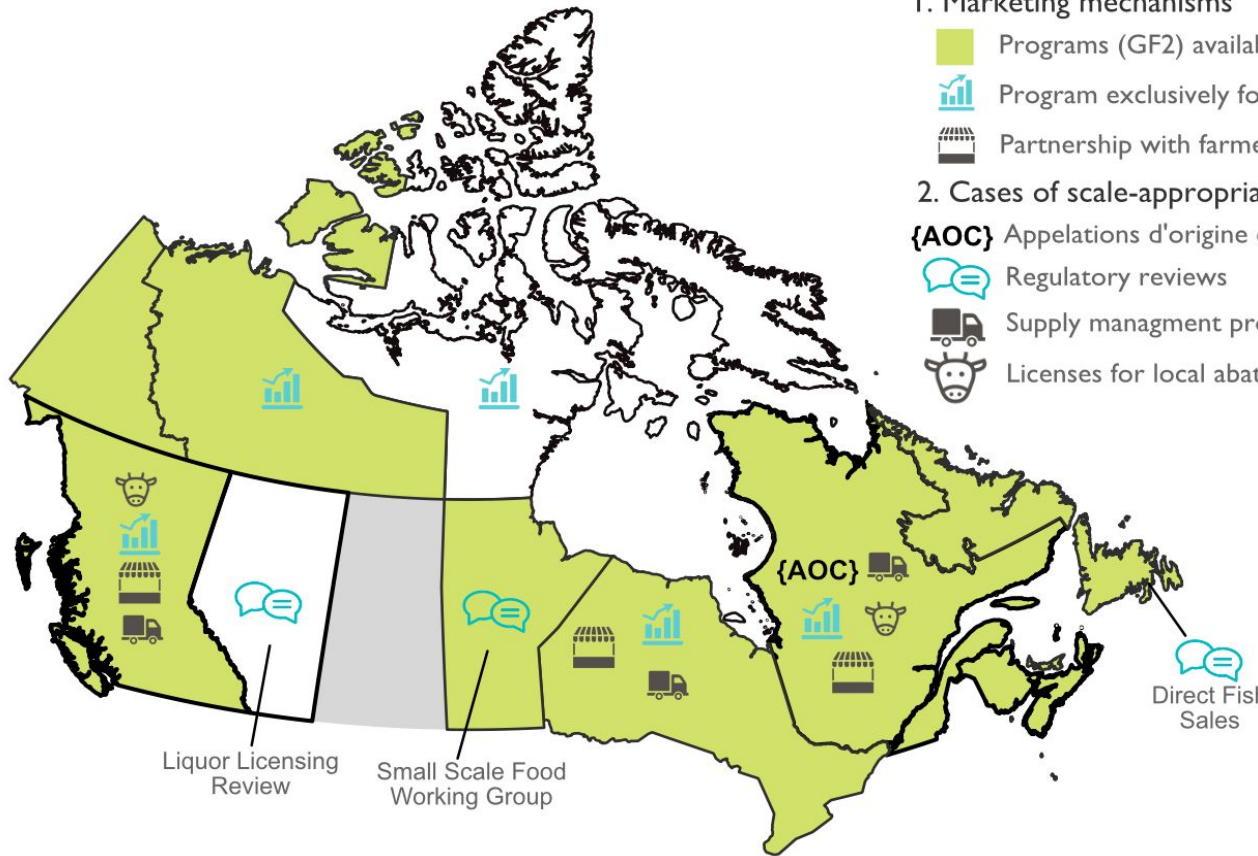 1. Marketing mechanisms
Programs (GF2) availa
Program exclusively fo
Partnership with farme
2. Cases of scale-appropria
{AOC} Appelations d'origine
Regulatory reviews
Supply managment pr
Licenses for local abat
{AOC}
Direct Fis
Sales
Liquor Licensing
Review
Small Scale Food
Working Group